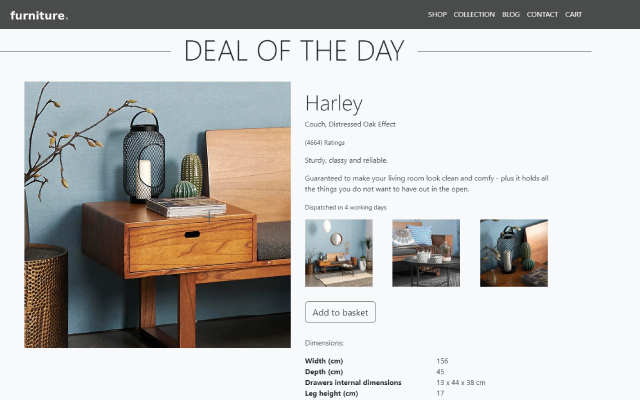 furniture.
SHOP COLLECTION BLOG CONTACT CART
DEAL OF THE DAY
Harley
Couch, Distressed Oak Effect
(4664) Ratings
Sturdy, classy and reliable.
Guaranteed to make your living room look clean and comfy - plus it holds all
the things you do not want to have out in the open.
Dispatched in 4 working days
Add to basket
Dimensions:
Width (cm) 156
Depth (cm) 45
Drawers internal dimensions 13 x 44 x 38 cm
Leg height (cm) 17